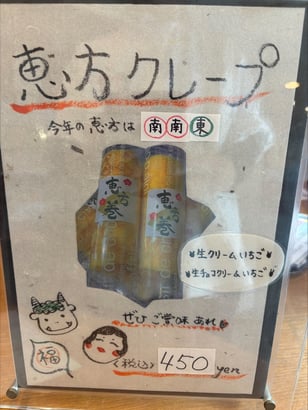 恵方クレープ
今年の恵方は 南南東
恵方巻 恵方巻
生クリームいちご
生チョコクリームいちご
ぜひご賞味あれ
福
(税込) 450 yen